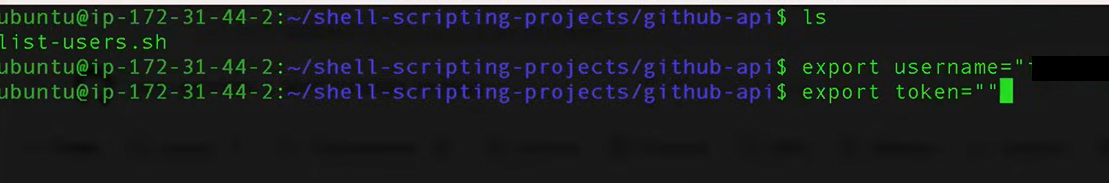 ubuntu@ip-172-31-44-2:~/shell-scripting-projects/github-api$ ls
list-users.sh
ubuntu@ip-172-31-44-2:~/shell-scripting-projects/github-api$ export username="
ubuntu@ip-172-31-44-2:~/shell-scripting-projects/github-api$ export token=""